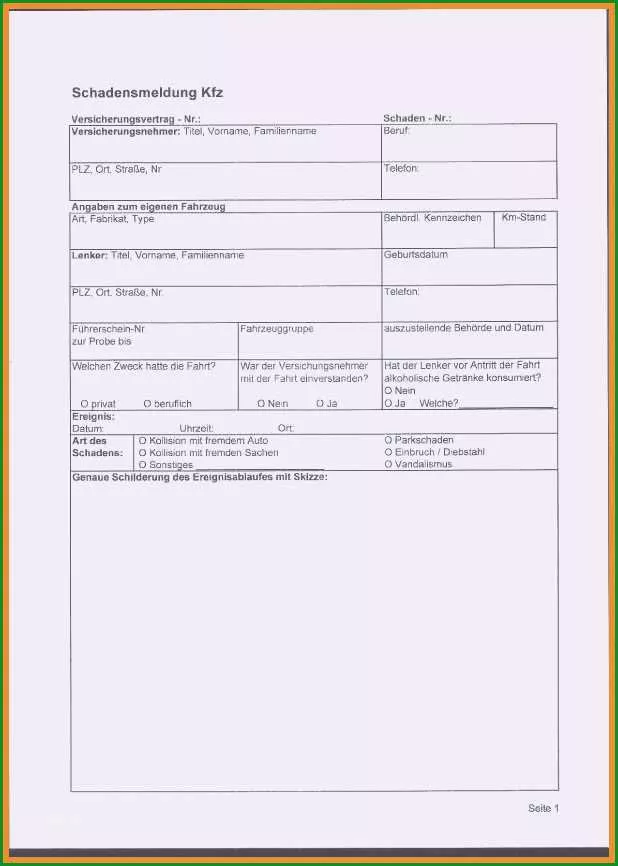 Schadensmeldung Kfz
Versicherungsvertrag - Nr.: Schaden - Nr.:
Versicherungsnehmer: Titel, Vorname, Familienname Beruf:
PLZ, Ort, Straße, Nr Telefon:
Angaben zum eigenen Fahrzeug
Art, Fabrikat, Type Behördl. Kennzeichen Km-Stand
Lenker: Titel, Vorname, Familienname Geburtsdatum
PLZ, Ort, Straße, Nr. Telefon:
Führerschein-Nr Fahrzeuggruppe auszustellende Behörde und Datum
zur Probe bis
Welchen Zweck hatte die Fahrt? War der Versichungsnehmer Hat der Lenker vor Antritt der Fahrt
mit der Fahrt einverstanden? alkoholische Getränke konsumiert?
O Nein
O privat O beruflich O Nein O Ja O Ja Welche?
Ereignis:
Datum: Uhrzeit: Ort:
Art des O Kollision mit fremdem Auto O Parkschaden
Schadens: O Kollision mit fremden Sachen O Einbruch / Diebstahl
O Sonstiges O Vandalismus
Genaue Schilderung des Ereignisablaufes mit Skizze:
Seite 1